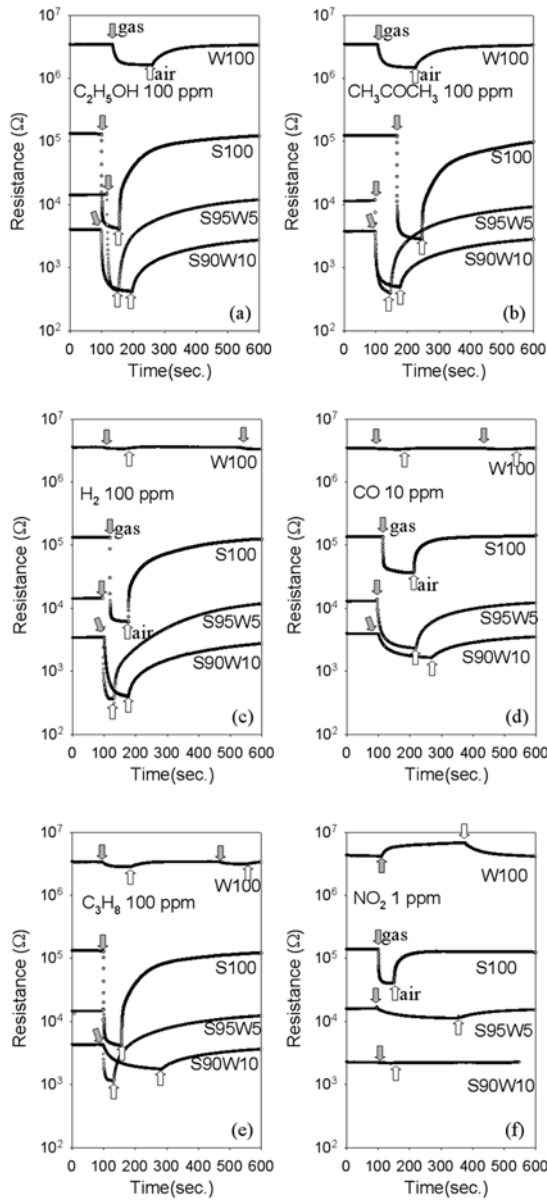 10⁷
10⁶
10⁵
10⁴
10³
10²
Resistance (Ω)
gas
W100
air
C₂H₅OH 100 ppm
S100
S95W5
S90W10
(a)
0 100 200 300 400 500 600
Time(sec.)
10⁷
10⁶
10⁵
10⁴
10³
10²
Resistance (Ω)
gas
W100
air
CH₃COCH₃ 100 ppm
S100
S95W5
S90W10
(b)
0 100 200 300 400 500 600
Time(sec.)
10⁷
10⁶
10⁵
10⁴
10³
10²
Resistance (Ω)
W100
H₂ 100 ppm
gas
S100
air
S95W5
S90W10
(c)
0 100 200 300 400 500 600
Time(sec.)
10⁷
10⁶
10⁵
10⁴
10³
10²
Resistance (Ω)
W100
CO 10 ppm
gas
S100
air
S95W5
S90W10
(d)
0 100 200 300 400 500 600
Time(sec.)
10⁷
10⁶
10⁵
10⁴
10³
10²
Resistance (Ω)
W100
C₃H₈ 100 ppm
S100
S95W5
S90W10
(e)
0 100 200 300 400 500 600
Time(sec.)
10⁷
10⁶
10⁵
10⁴
10³
10²
Resistance (Ω)
W100
NO₂ 1 ppm
gas
S100
air
S95W5
S90W10
(f)
0 100 200 300 400 500 600
Time(sec.)